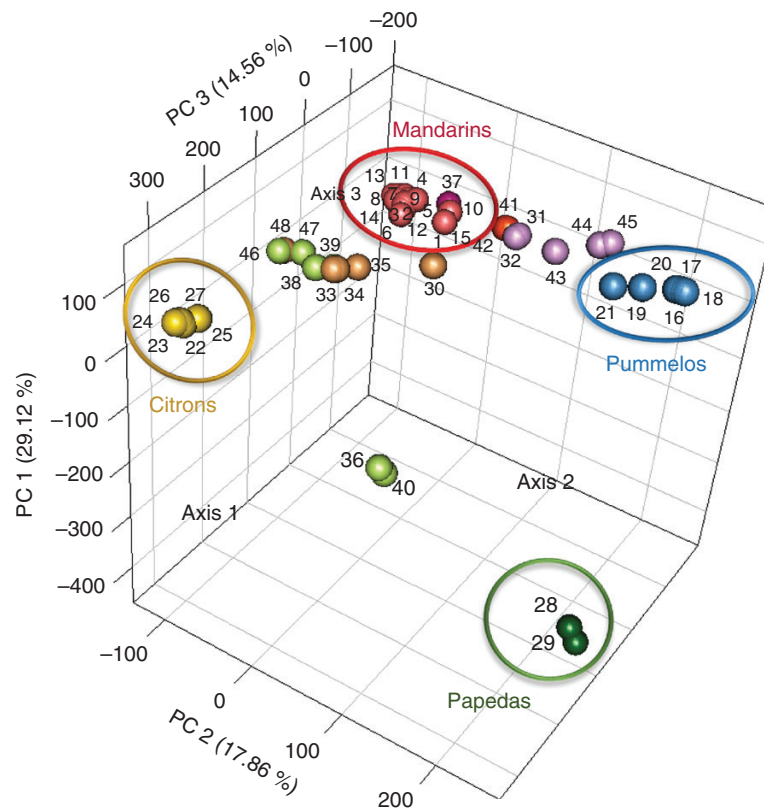 −200
−100
0
100
200
300
PC 3 (14.56 %)
Mandarins
Axis 3
13 11 4 37
8 7 9 10
14 3 2 5
6 12 1 15
41 31 44 45
42 32 43
48 47
46 39 35
38 33 34 30
20 17
21 19 16 18
Pummelos
26 27
24 25
23 22
Citrons
100
0
−100
−200
−300
−400
PC 1 (29.12 %)
36
40
Axis 2
Axis 1
28
29
Papedas
−100
0
100
200
PC 2 (17.86 %)
200